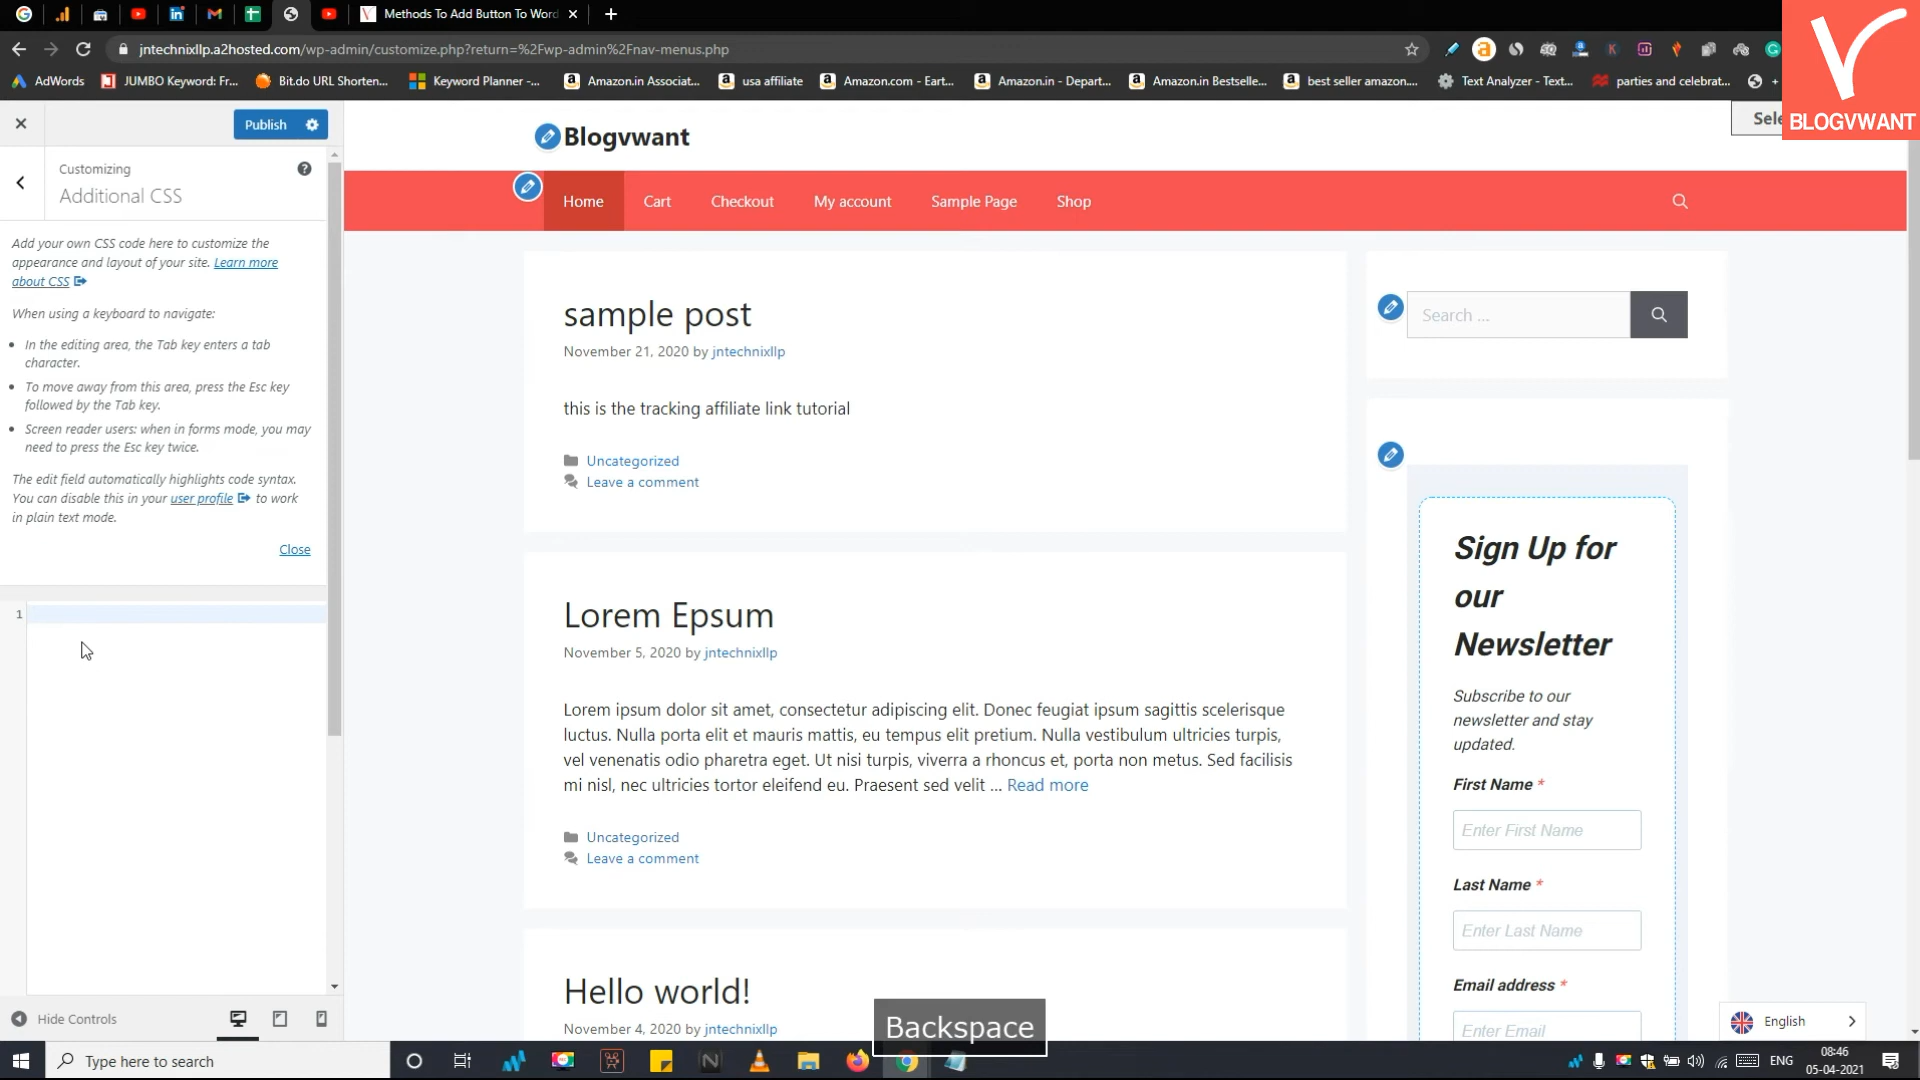 Methods To Add Button To Word
jntechnixllp.a2hosted.com/wp-admin/customize.php?return=%2Fwp-admin%2Fnav-menus.php
AdWords
JUMBO Keyword: Fr...
Bit.do URL Shorten...
Keyword Planner -...
Amazon.in Associat...
usa affiliate
Amazon.com - Eart...
Amazon.in - Depart...
Amazon.in Bestselle...
best seller amazon....
Text Analyzer - Text...
parties and celebrat...
BLOGVWANT
Publish
Customizing
Additional CSS
Add your own CSS code here to customize the
appearance and layout of your site. Learn more
about CSS
When using a keyboard to navigate:
In the editing area, the Tab key enters a tab
character.
To move away from this area, press the Esc key
followed by the Tab key.
Screen reader users: when in forms mode, you may
need to press the Esc key twice.
The edit field automatically highlights code syntax.
You can disable this in your user profile to work
in plain text mode.
Close
1
Hide Controls
Blogvwant
Home
Cart
Checkout
My account
Sample Page
Shop
sample post
November 21, 2020 by jntechnixllp
this is the tracking affiliate link tutorial
Uncategorized
Leave a comment
Lorem Epsum
November 5, 2020 by jntechnixllp
Lorem ipsum dolor sit amet, consectetur adipiscing elit. Donec feugiat ipsum sagittis scelerisque
luctus. Nulla porta elit et mauris mattis, eu tempus elit pretium. Nulla vestibulum ultricies turpis,
vel venenatis odio pharetra eget. Ut nisi turpis, viverra a rhoncus et, porta non metus. Sed facilisis
mi nisl, nec ultricies tortor eleifend eu. Praesent sed velit ... Read more
Uncategorized
Leave a comment
Hello world!
November 4, 2020 by jntechnixllp
Search ...
Sign Up for
our
Newsletter
Subscribe to our
newsletter and stay
updated.
First Name *
Enter First Name
Last Name *
Enter Last Name
Email address *
Enter Email
English
Backspace
Type here to search
ENG
08:46
05-04-2021